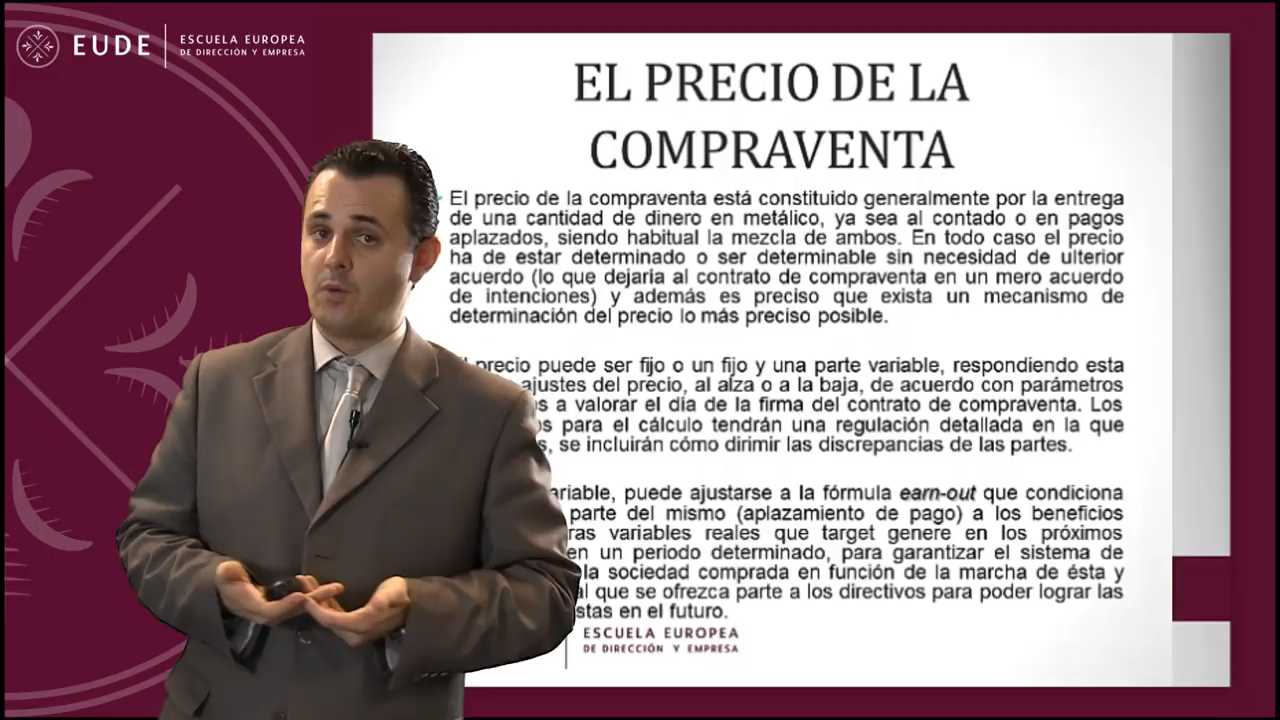 EUDE
ESCUELA EUROPEA
DE DIRECCIÓN Y EMPRESA
EL PRECIO DE LA
COMPRAVENTA
El precio de la compraventa está constituido generalmente por la entrega
de una cantidad de dinero en metálico, ya sea al contado o en pagos
aplazados, siendo habitual la mezcla de ambos. En todo caso el precio
ha de estar determinado o ser determinable sin necesidad de ulterior
acuerdo (lo que dejaria al contrato de compraventa en un mero acuerdo
de intenciones) y además es preciso que exista un mecanismo de
determinación del precio lo más preciso posible.
precio puede ser fijo o un fijo y una parte variable, respondiendo esta
ajustes del precio, al alza o a la baja, de acuerdo con parámetros
a valorar el día de la firma del contrato de compraventa. Los
para el cálculo tendrán una regulación detallada en la que
se incluirán cómo dirimir las discrepancias de las partes.
variable, puede ajustarse a la fórmula earn-out que condiciona
parte del mismo (aplazamiento de pago) a los beneficios
variables reales que target genere en los próximos
en un periodo determinado, para garantizar el sistema de
la sociedad comprada en función de la marcha de ésta y
que se ofrezca parte a los directivos para poder lograr las
en el futuro.
ESCUELA EUROPEA
DE DIRECCIÓN Y EMPRESA